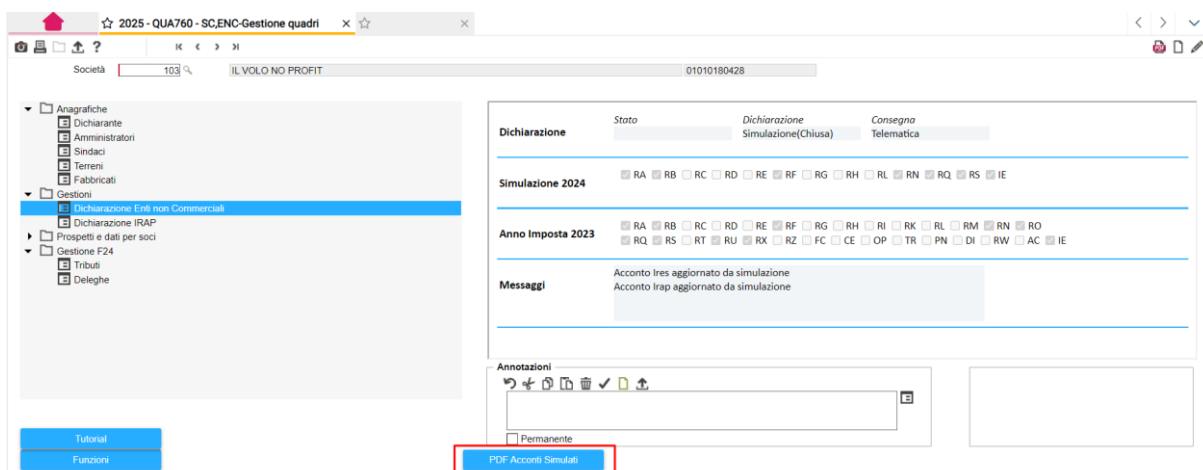 2025 - QUA760 - SC,ENC-Gestione quadri
Società 103 IL VOLO NO PROFIT 01010180428
Anagrafiche
Dichiarante
Amministratori
Sindaci
Terreni
Fabbricati
Gestioni
Dichiarazione Enti non Commerciali
Dichiarazione IRAP
Prospetti e dati per soci
Gestione F24
Tributi
Deleghe
Stato Dichiarazione Consegna
Dichiarazione Simulazione(Chiusa) Telematica
Simulazione 2024 RA RB RC RD RE RF RG RH RL RN RQ RS IE
Anno Imposta 2023 RA RB RC RD RE RF RG RH RI RK RL RM RN RO
RQ RS RT RU RX RZ FC CE OP TR PN DI RW AC IE
Messaggi
Acconto Ires aggiornato da simulazione
Acconto Irap aggiornato da simulazione
Annotazioni
Permanente
Tutorial
Funzioni
PDF Acconti Simulati